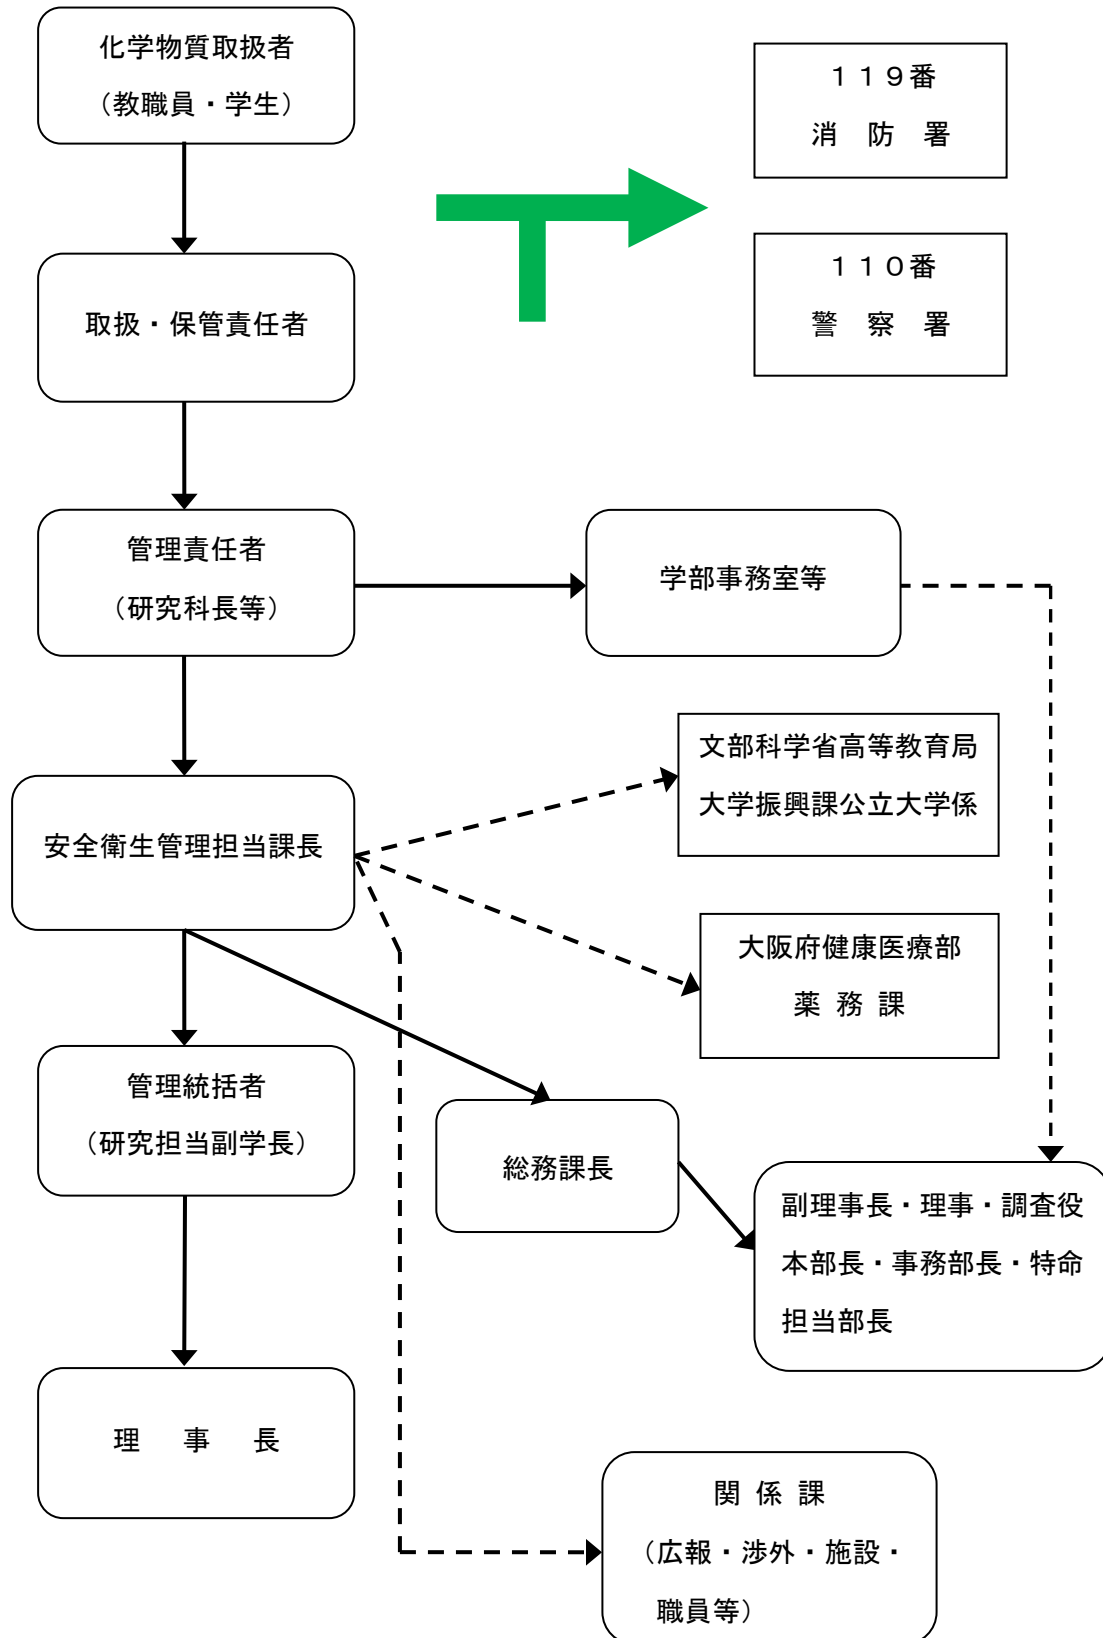 化学物質取扱者
（教職員・学生）
１１９番
消　防　署
１１０番
警　察　署
取扱・保管責任者
管理責任者
（研究科長等）
学部事務室等
文部科学省高等教育局
大学振興課公立大学係
安全衛生管理担当課長
大阪府健康医療部
薬 務 課
管理統括者
（研究担当副学長）
総務課長
副理事長・理事・調査役
本部長・事務部長・特命
担当部長
理　事　長
関 係 課
（広報・渉外・施設・
職員等）